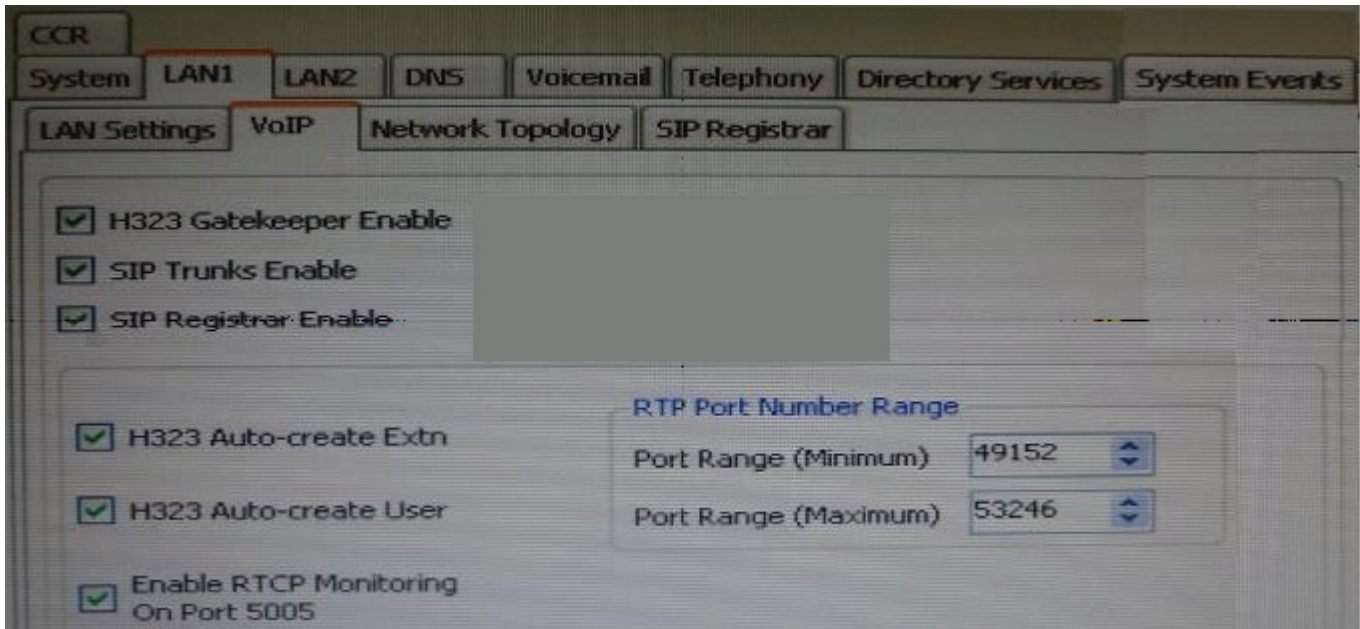 CCR
System LAN1 LAN2 DNS Voicemail Telephony Directory Services System Events
LAN Settings VoIP Network Topology SIP Registrar
H323 Gatekeeper Enable
SIP Trunks Enable
SIP Registrar Enable
H323 Auto-create Extn
RTP Port Number Range
Port Range (Minimum) 49152
H323 Auto-create User
Port Range (Maximum) 53246
Enable RTCP Monitoring
On Port 5005